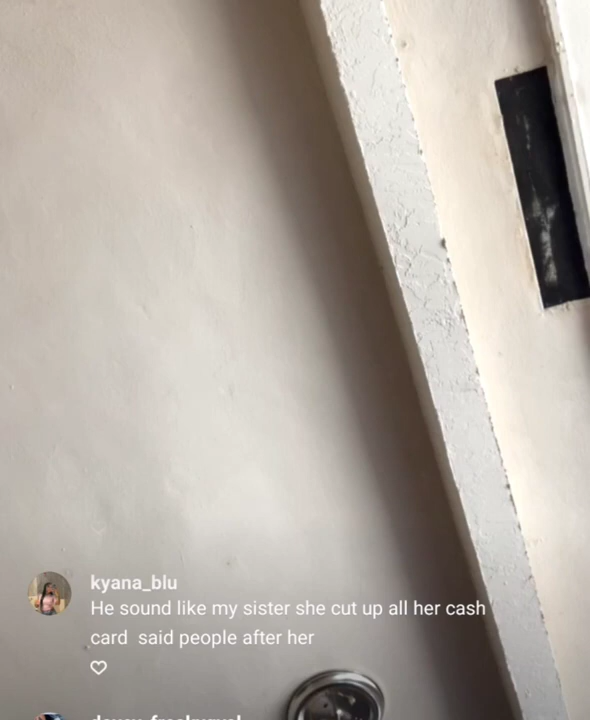 kyana_blu
He sound like my sister she cut up all her cash
card said people after her